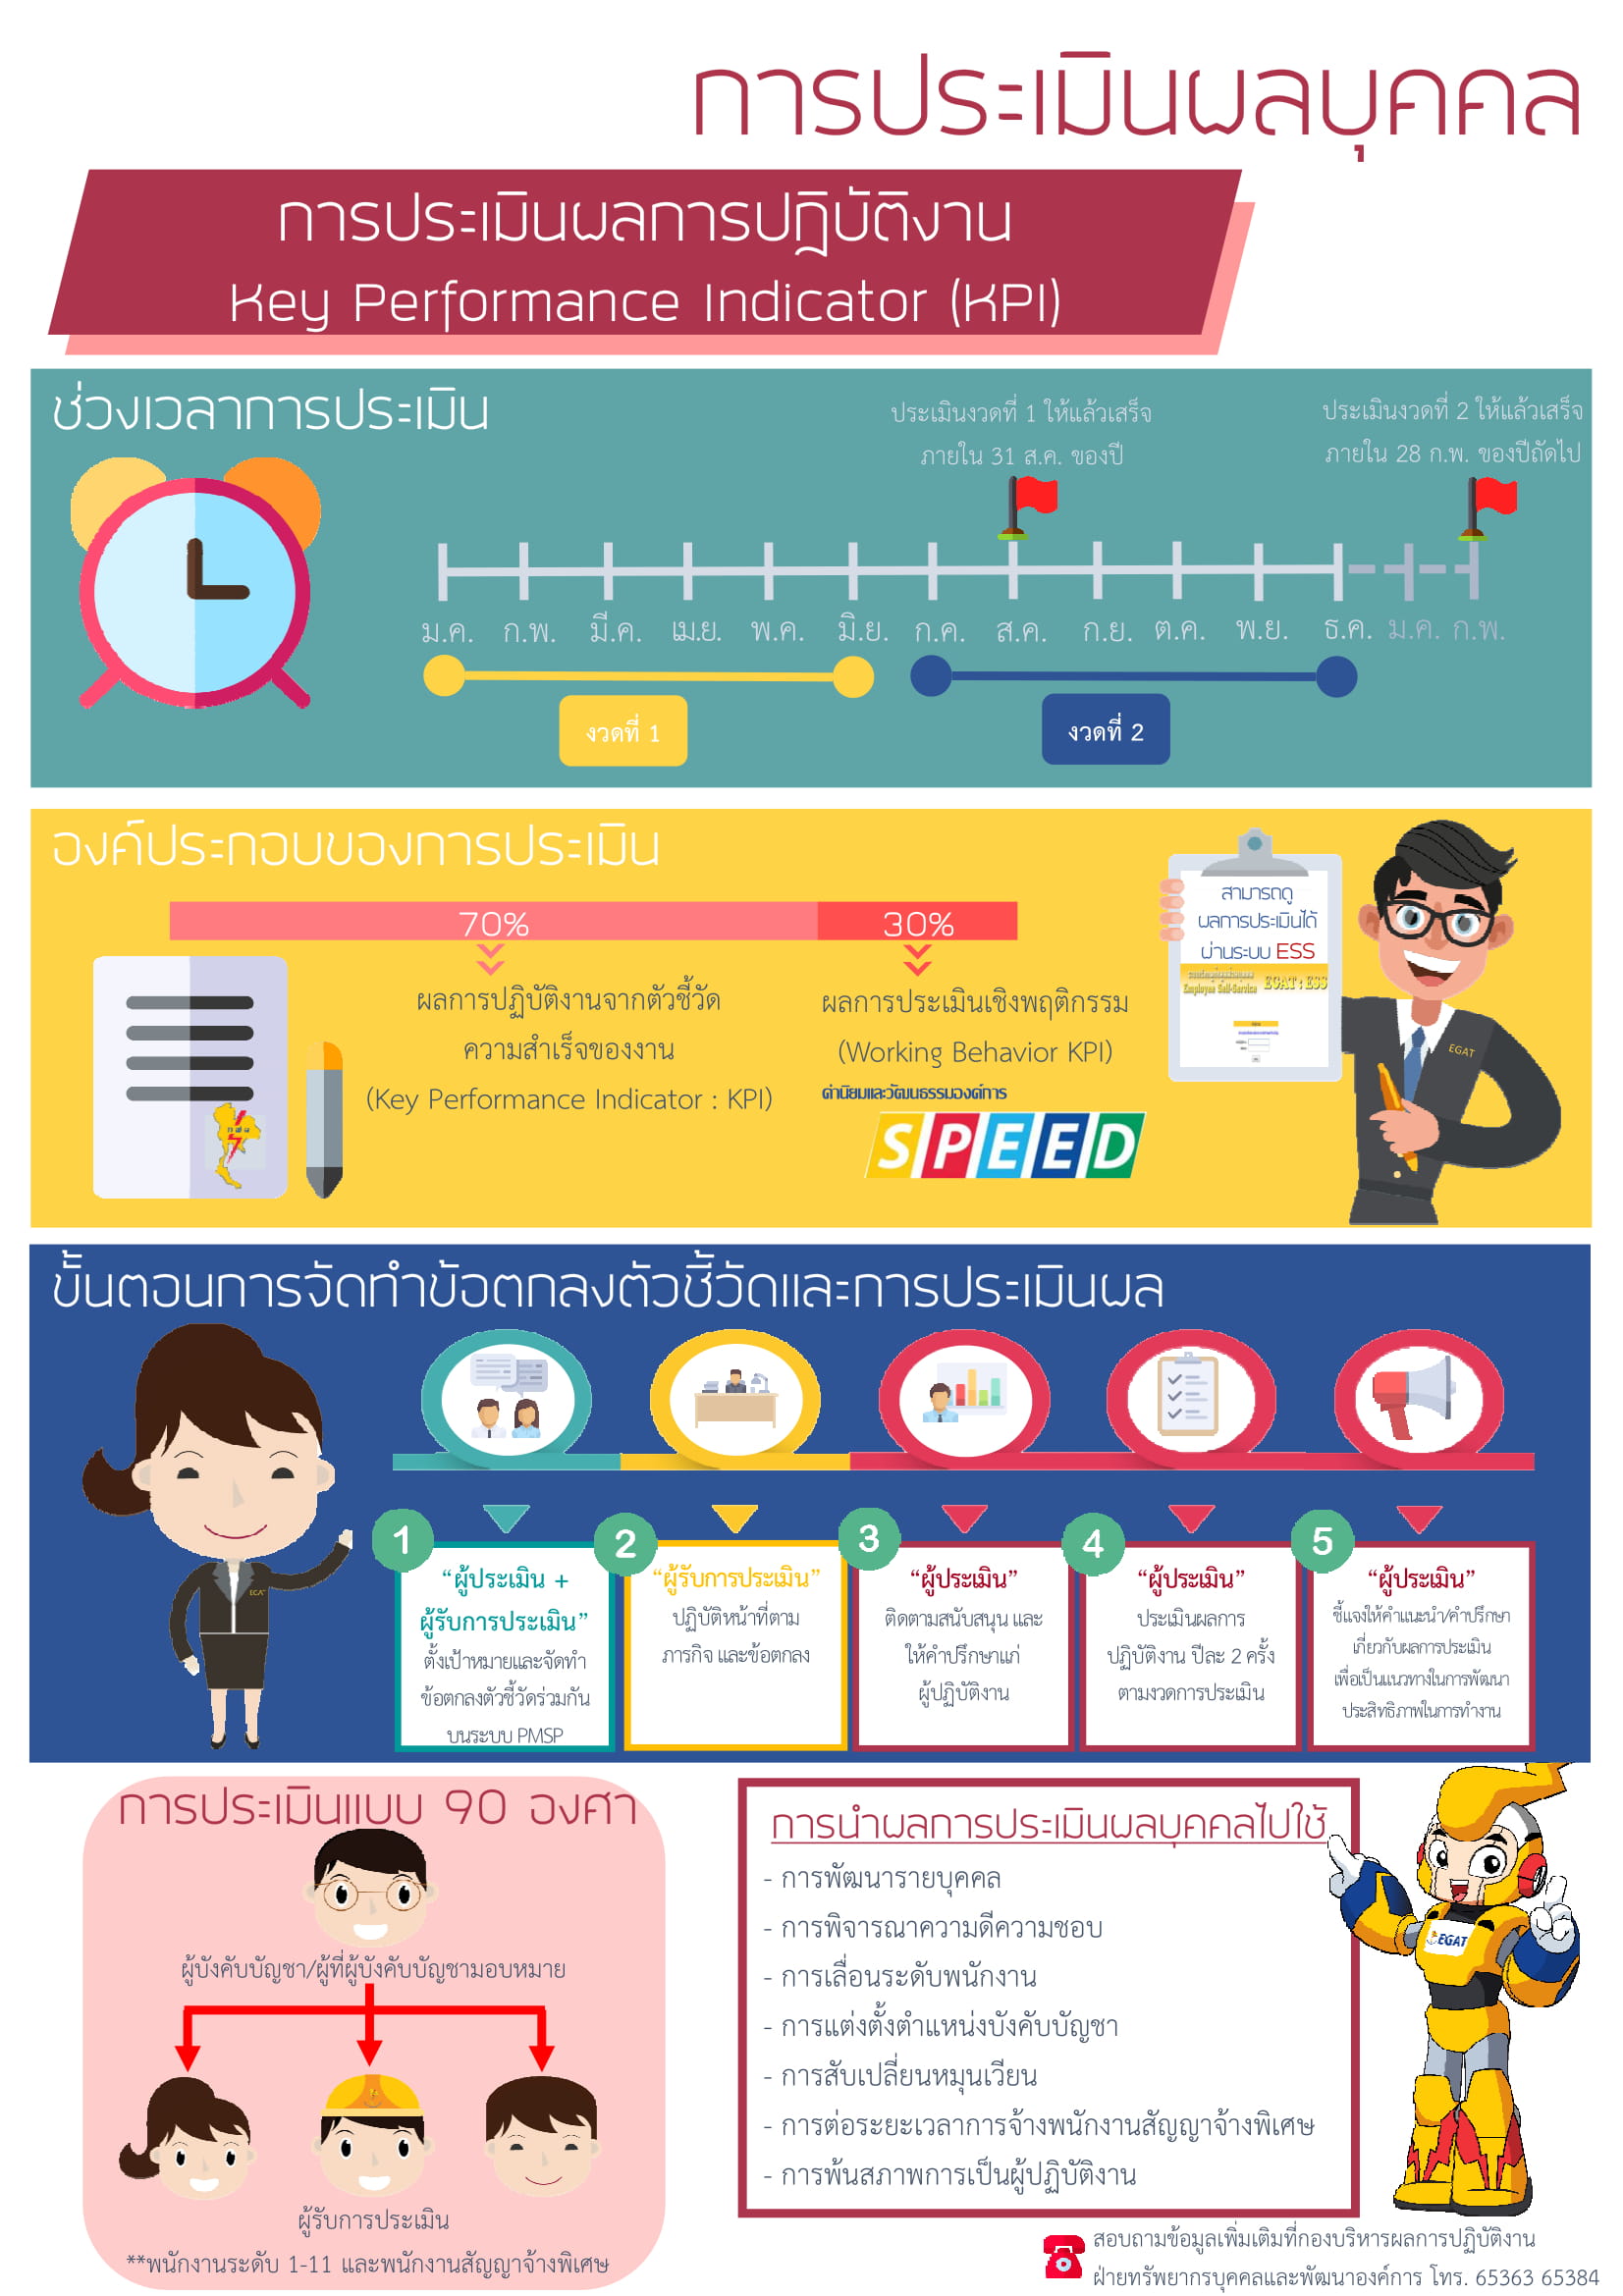 การประเมินผลบุคคล
การประเมินผลการปฏิบัติงาน
Key Performance Indicator (KPI)
ช่วงเวลาการประเมิน
ประเมินงวดที่ 1 ให้แล้วเสร็จ
ภายใน 31 ส.ค. ของปี
ประเมินงวดที่ 2 ให้แล้วเสร็จ
ภายใน 28 ก.พ. ของปีถัดไป
ม.ค. ก.พ. มี.ค. เม.ย. พ.ค. มิ.ย. ก.ค. ส.ค. ก.ย. ต.ค. พ.ย. ธ.ค. ม.ค. ก.พ.
งวดที่ 1
งวดที่ 2
องค์ประกอบของการประเมิน
70%
30%
ผลการปฏิบัติงานจากตัวชี้วัด
ความสำเร็จของงาน
(Key Performance Indicator : KPI)
ผลการประเมินเชิงพฤติกรรม
(Working Behavior KPI)
ค่านิยมและวัฒนธรรมองค์การ
SPEED
สามารถดู
ผลการประเมินได้
ผ่านระบบ ESS
Employee Self-Service EGAT : ESS
EGAT
กฟผ
ขั้นตอนการจัดทำข้อตกลงตัวชี้วัดและการประเมินผล
EGAT
1
“ผู้ประเมิน +
ผู้รับการประเมิน”
ตั้งเป้าหมายและจัดทำ
ข้อตกลงตัวชี้วัดร่วมกัน
บนระบบ PMSP
2
“ผู้รับการประเมิน”
ปฏิบัติหน้าที่ตาม
ภารกิจ และข้อตกลง
3
“ผู้ประเมิน”
ติดตามสนับสนุน และ
ให้คำปรึกษาแก่
ผู้ปฏิบัติงาน
4
“ผู้ประเมิน”
ประเมินผลการ
ปฏิบัติงาน ปีละ 2 ครั้ง
ตามงวดการประเมิน
5
“ผู้ประเมิน”
ชี้แจงให้คำแนะนำ/คำปรึกษา
เกี่ยวกับผลการประเมิน
เพื่อเป็นแนวทางในการพัฒนา
ประสิทธิภาพในการทำงาน
การประเมินแบบ 90 องศา
ผู้บังคับบัญชา/ผู้ที่ผู้บังคับบัญชามอบหมาย
ผู้รับการประเมิน
**พนักงานระดับ 1-11 และพนักงานสัญญาจ้างพิเศษ
การนำผลการประเมินผลบุคคลไปใช้
- การพัฒนารายบุคคล
- การพิจารณาความดีความชอบ
- การเลื่อนระดับพนักงาน
- การแต่งตั้งตำแหน่งบังคับบัญชา
- การสับเปลี่ยนหมุนเวียน
- การต่อระยะเวลาการจ้างพนักงานสัญญาจ้างพิเศษ
- การพ้นสภาพการเป็นผู้ปฏิบัติงาน
EGAT
สอบถามข้อมูลเพิ่มเติมที่กองบริหารผลการปฏิบัติงาน
ฝ่ายทรัพยากรบุคคลและพัฒนาองค์การ โทร. 65363 65384